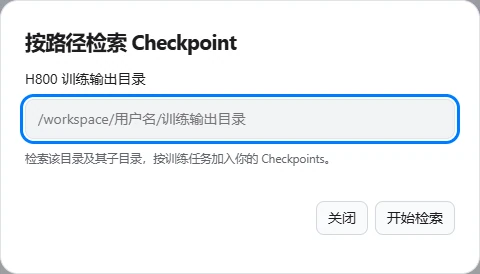 按路径检索 Checkpoint
H800 训练输出目录
/workspace/用户名/训练输出目录
检索该目录及其子目录，按训练任务加入你的 Checkpoints。
关闭 开始检索